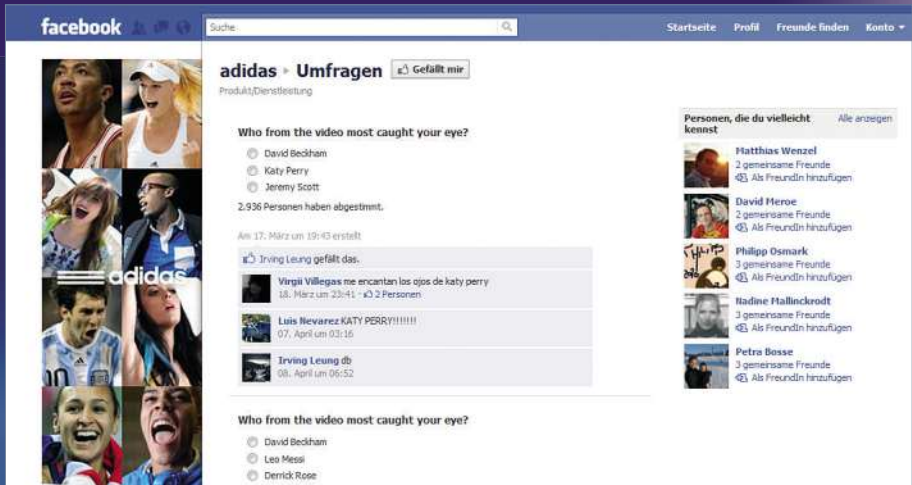 facebook
Suche
Startseite Profil Freunde finden Konto
adidas ▸ Umfragen Gefällt mir
Produkt/Dienstleistung
Who from the video most caught your eye?
David Beckham
Katy Perry
Jeremy Scott
2.936 Personen haben abgestimmt.
Am 17. März um 19:43 erstellt
Irving Leung gefällt das.
Virgii Villegas me encantan los ojos de katy perry
18. März um 23:41 · 2 Personen
Luis Nevarez KATY PERRY!!!!!!!
07. April um 03:16
Irving Leung db
08. April um 06:52
Who from the video most caught your eye?
David Beckham
Leo Messi
Derrick Rose
Personen, die du vielleicht kennst Alle anzeigen
Matthias Wenzel
2 gemeinsame Freunde
Als FreundIn hinzufügen
David Meroe
2 gemeinsame Freunde
Als FreundIn hinzufügen
Philipp Osmark
3 gemeinsame Freunde
Als FreundIn hinzufügen
Nadine Mallinckrodt
3 gemeinsame Freunde
Als FreundIn hinzufügen
Petra Bosse
3 gemeinsame Freunde
Als FreundIn hinzufügen
adidas
10